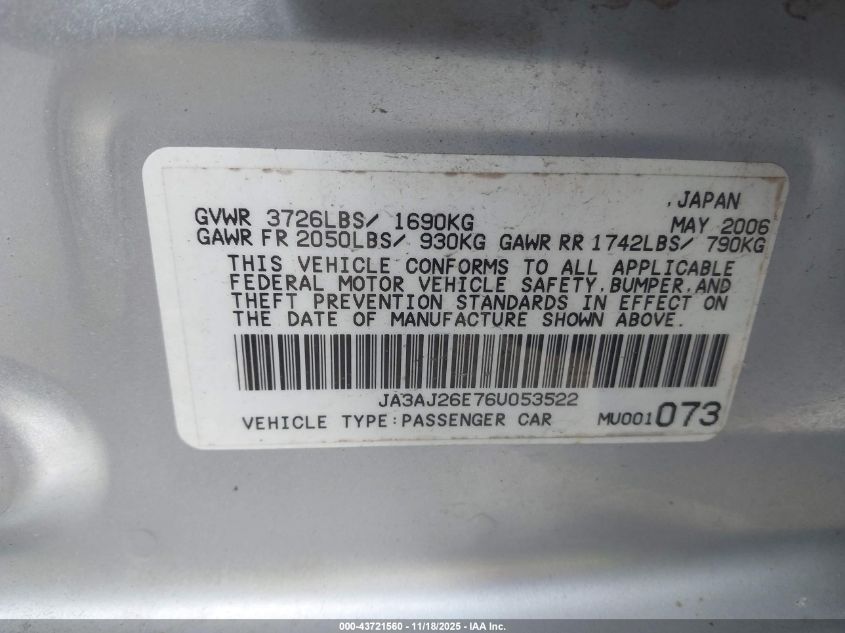 ,JAPAN
GVWR 3726LBS/ 1690KG MAY 2006
GAWR FR 2050LBS/ 930KG GAWR RR 1742LBS/ 790KG
THIS VEHICLE CONFORMS TO ALL APPLICABLE
FEDERAL MOTOR VEHICLE SAFETY,BUMPER,AND
THEFT PREVENTION STANDARDS IN EFFECT ON
THE DATE OF MANUFACTURE SHOWN ABOVE.
JA3AJ26E76U053522
VEHICLE TYPE:PASSENGER CAR MU001073
000-43721560 - 11/18/2025 - IAA Inc.